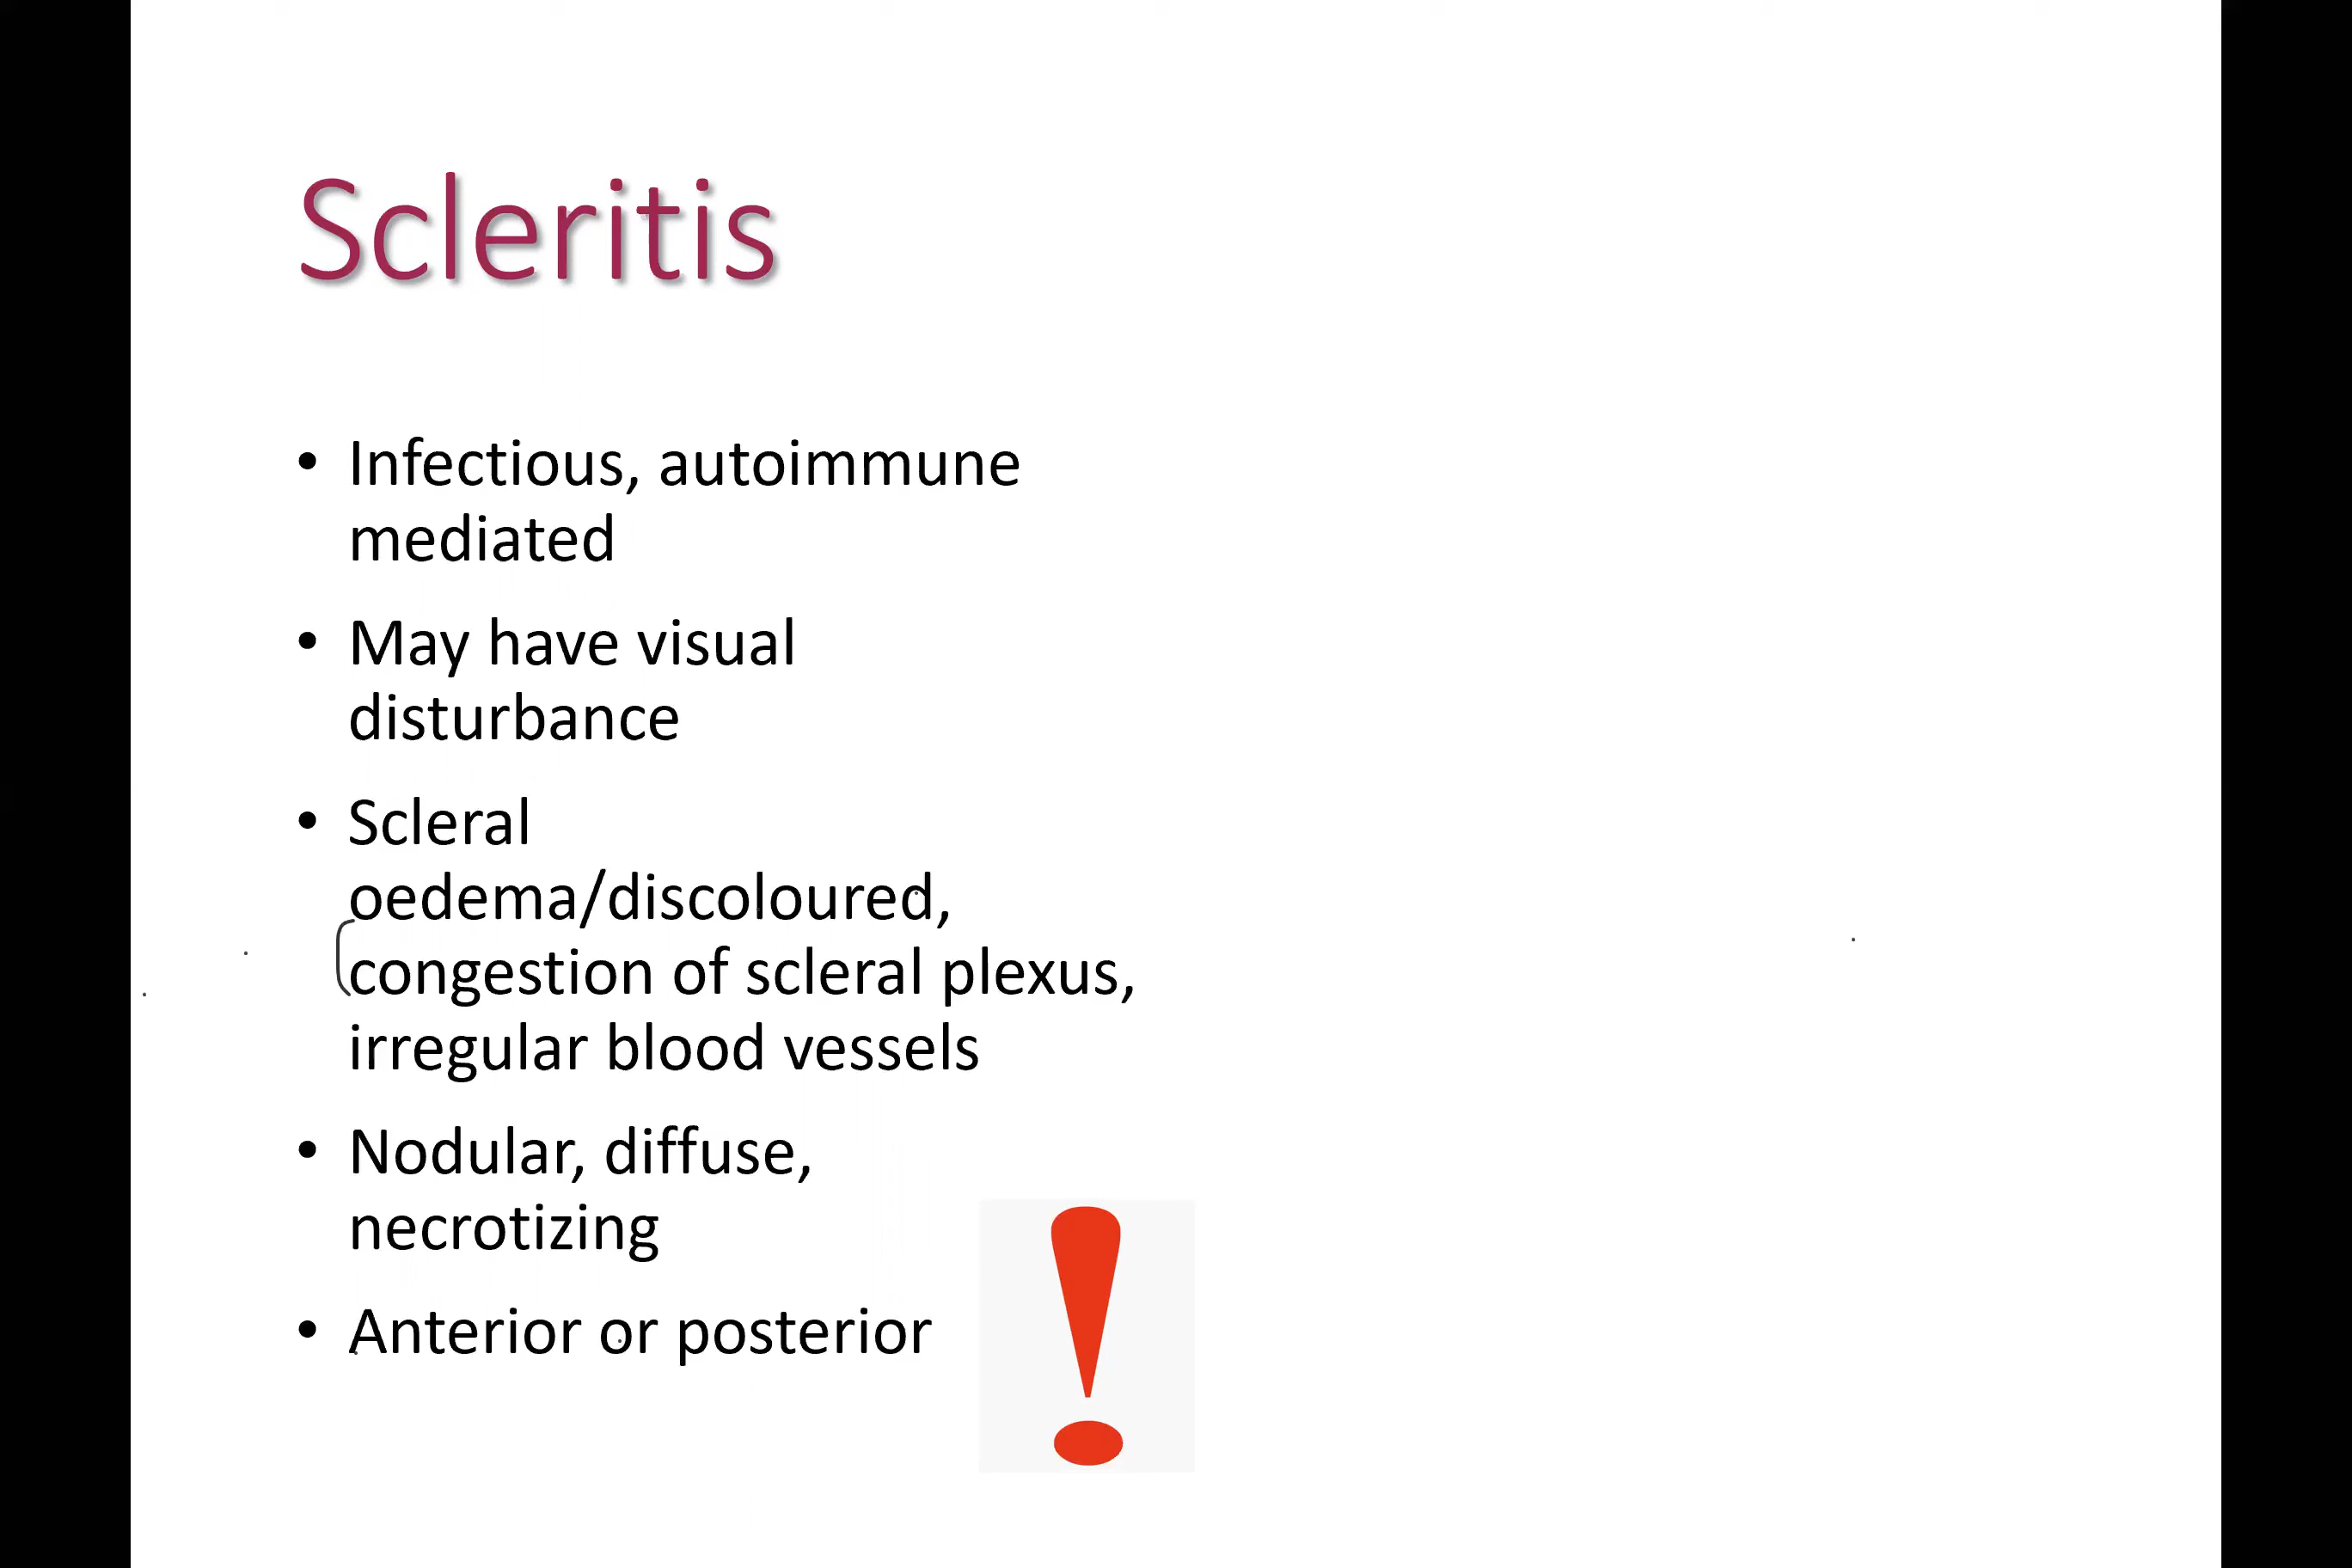 Scleritis
• Infectious, autoimmune
mediated
• May have visual
disturbance
• Scleral
oedema/discoloured,
congestion of scleral plexus,
irregular blood vessels
• Nodular, diffuse,
necrotizing
• Anterior or posterior
!